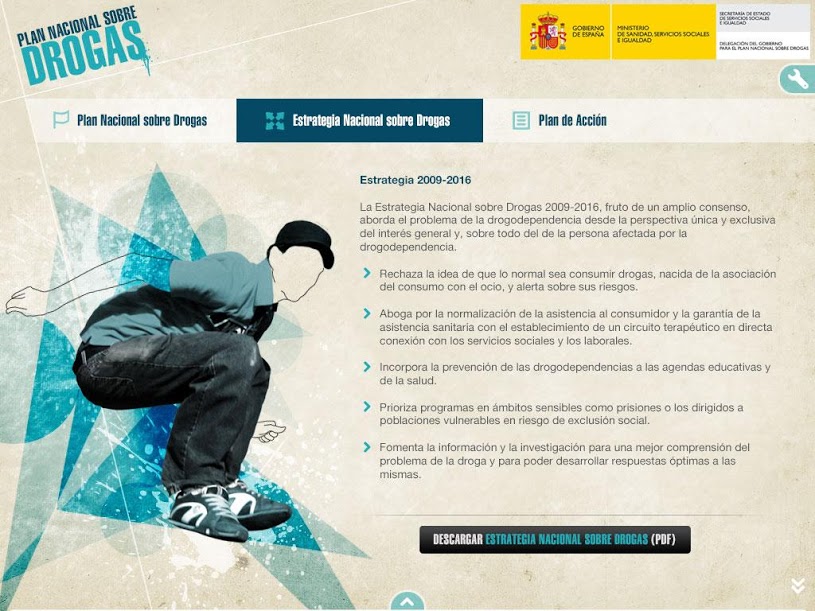 PLAN NACIONAL SOBRE
DROGAS
GOBIERNO
DE ESPAÑA
MINISTERIO
DE SANIDAD, SERVICIOS SOCIALES
E IGUALDAD
SECRETARÍA DE ESTADO
DE SERVICIOS SOCIALES
E IGUALDAD
DELEGACIÓN DEL GOBIERNO
PARA EL PLAN NACIONAL SOBRE DROGAS
Plan Nacional sobre Drogas
Estrategia Nacional sobre Drogas
Plan de Acción
Estrategia 2009-2016
La Estrategia Nacional sobre Drogas 2009-2016, fruto de un amplio consenso,
aborda el problema de la drogodependencia desde la perspectiva única y exclusiva
del interés general y, sobre todo del de la persona afectada por la
drogodependencia.
Rechaza la idea de que lo normal sea consumir drogas, nacida de la asociación
del consumo con el ocio, y alerta sobre sus riesgos.
Aboga por la normalización de la asistencia al consumidor y la garantía de la
asistencia sanitaria con el establecimiento de un circuito terapéutico en directa
conexión con los servicios sociales y los laborales.
Incorpora la prevención de las drogodependencias a las agendas educativas y
de la salud.
Prioriza programas en ámbitos sensibles como prisiones o los dirigidos a
poblaciones vulnerables en riesgo de exclusión social.
Fomenta la información y la investigación para una mejor comprensión del
problema de la droga y para poder desarrollar respuestas óptimas a las
mismas.
DESCARGAR ESTRATEGIA NACIONAL SOBRE DROGAS (PDF)